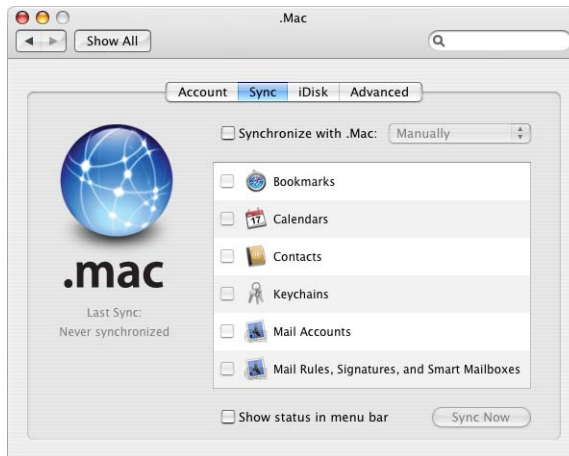 .Mac
Show All
Account Sync iDisk Advanced
Synchronize with .Mac: Manually
Bookmarks
17 Calendars
Contacts
Keychains
Mail Accounts
Mail Rules, Signatures, and Smart Mailboxes
.mac
Last Sync:
Never synchronized
Show status in menu bar Sync Now